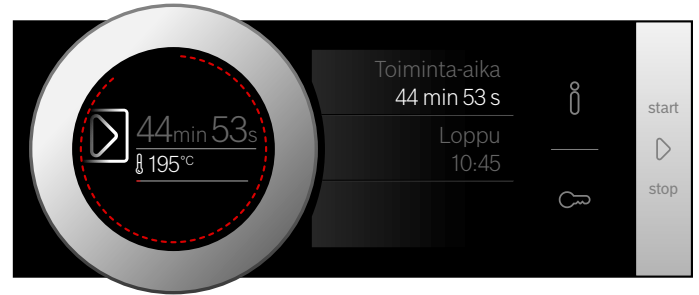 44min 53s
195°C
Toiminta-aika
44 min 53 s
Loppu
10:45
start
stop